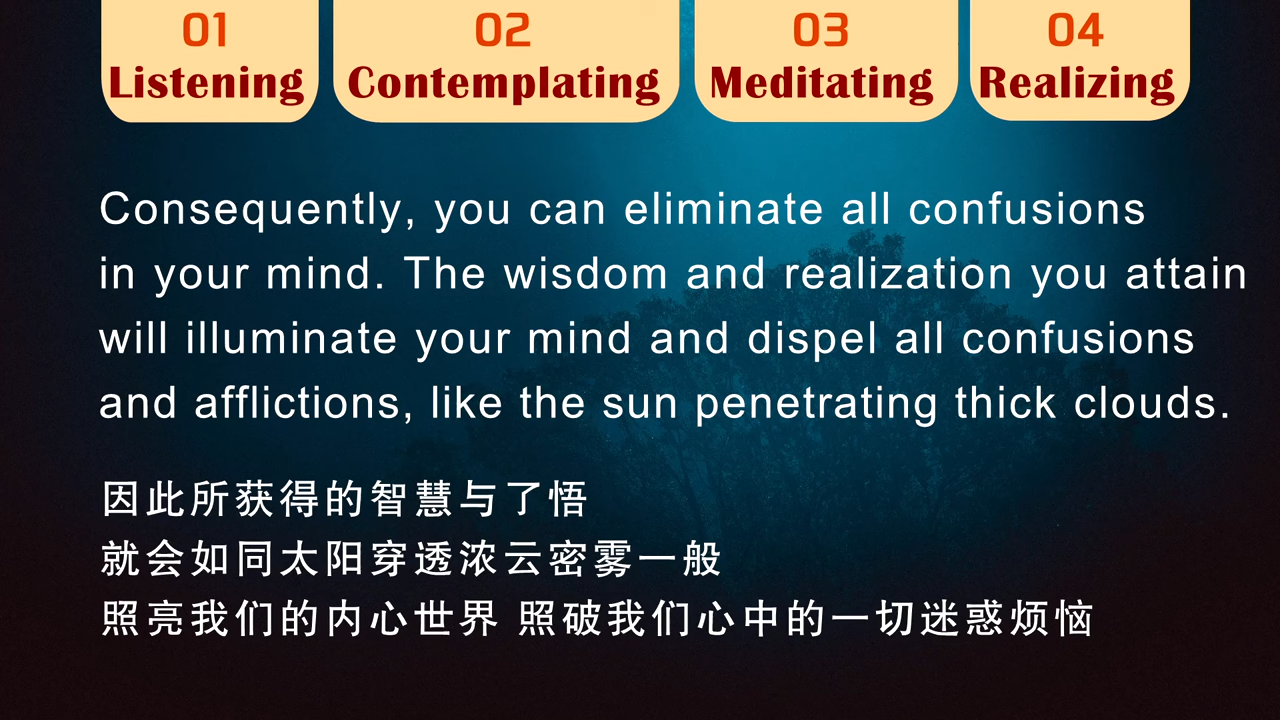 01
Listening
02
Contemplating
03
Meditating
04
Realizing
Consequently, you can eliminate all confusions
in your mind. The wisdom and realization you attain
will illuminate your mind and dispel all confusions
and afflictions, like the sun penetrating thick clouds.
因此所获得的智慧与了悟
就会如同太阳穿透浓云密雾一般
照亮我们的内心世界 照破我们心中的一切迷惑烦恼